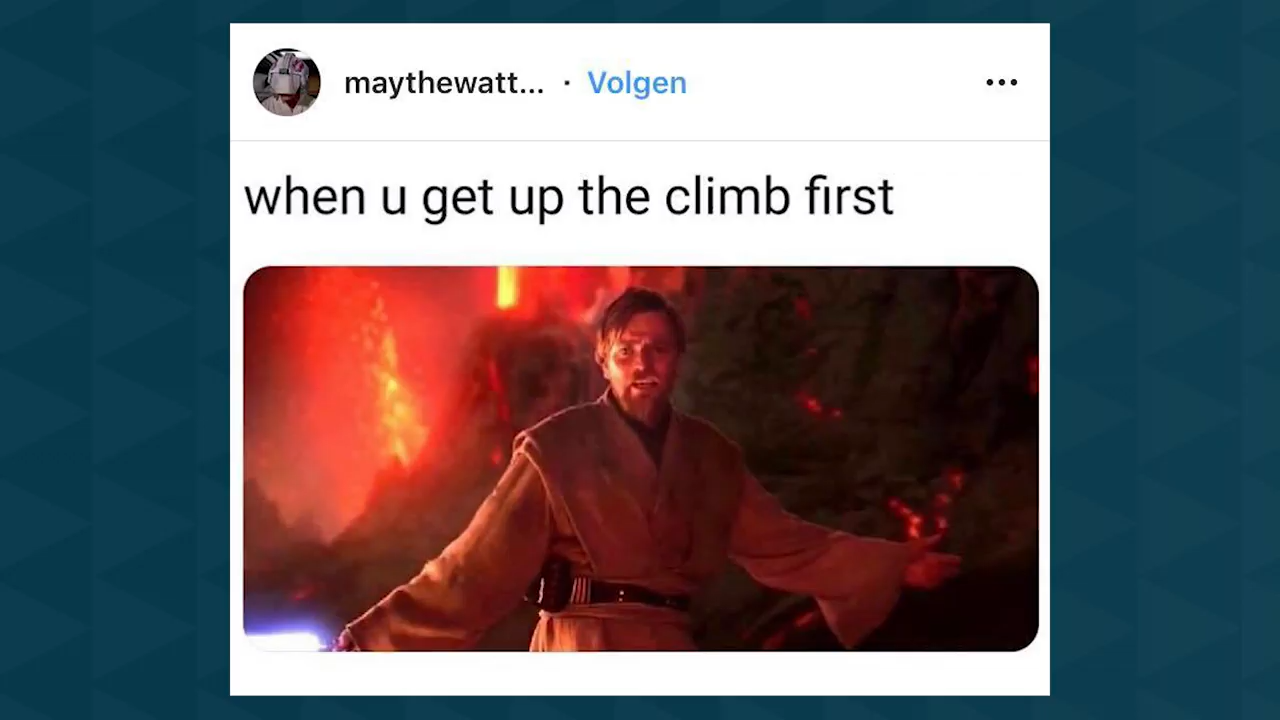 maythewatt... · Volgen
when u get up the climb first